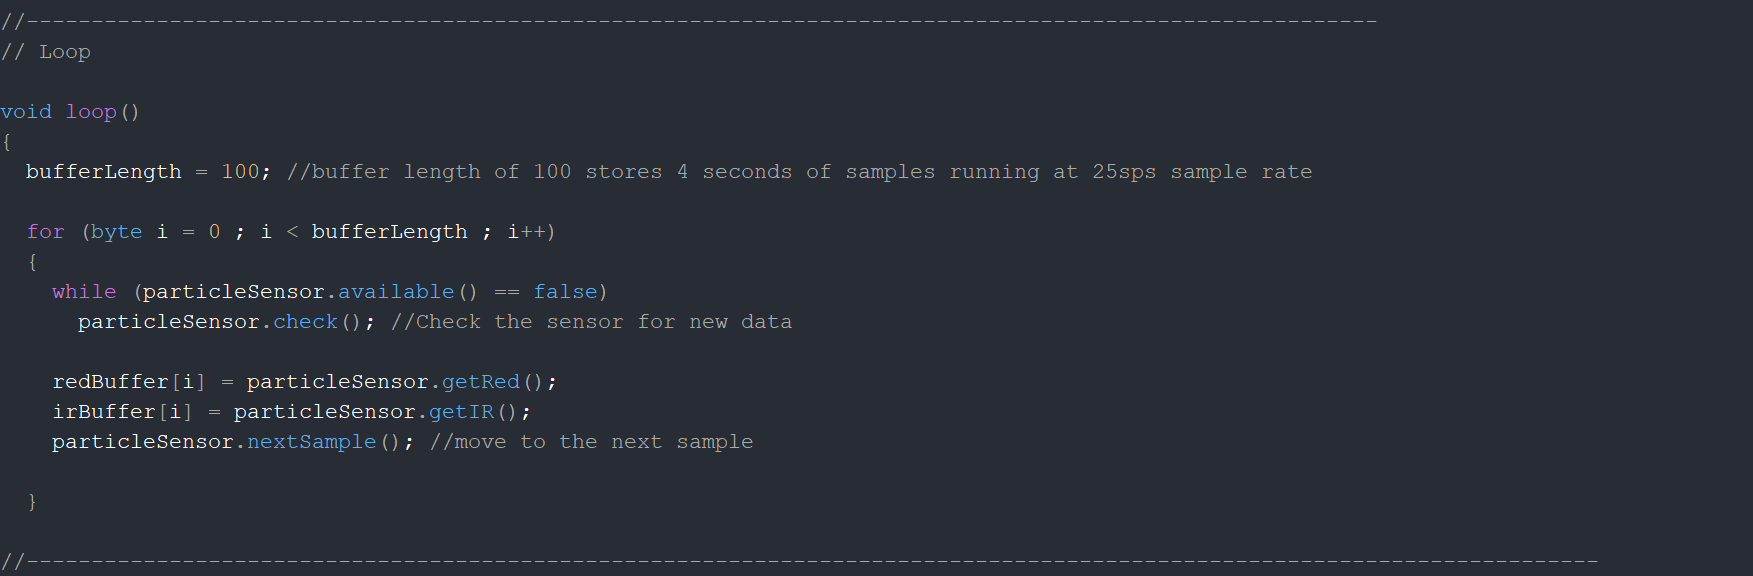 //--------------------------------------------------------------------------------------------------------
// Loop
void loop()
{
  bufferLength = 100; //buffer length of 100 stores 4 seconds of samples running at 25sps sample rate
  for (byte i = 0 ; i < bufferLength ; i++)
  {
    while (particleSensor.available() == false)
      particleSensor.check(); //Check the sensor for new data
    redBuffer[i] = particleSensor.getRed();
    irBuffer[i] = particleSensor.getIR();
    particleSensor.nextSample(); //move to the next sample
  }
//-------------------------------------------------------------------------------------------------------------------------